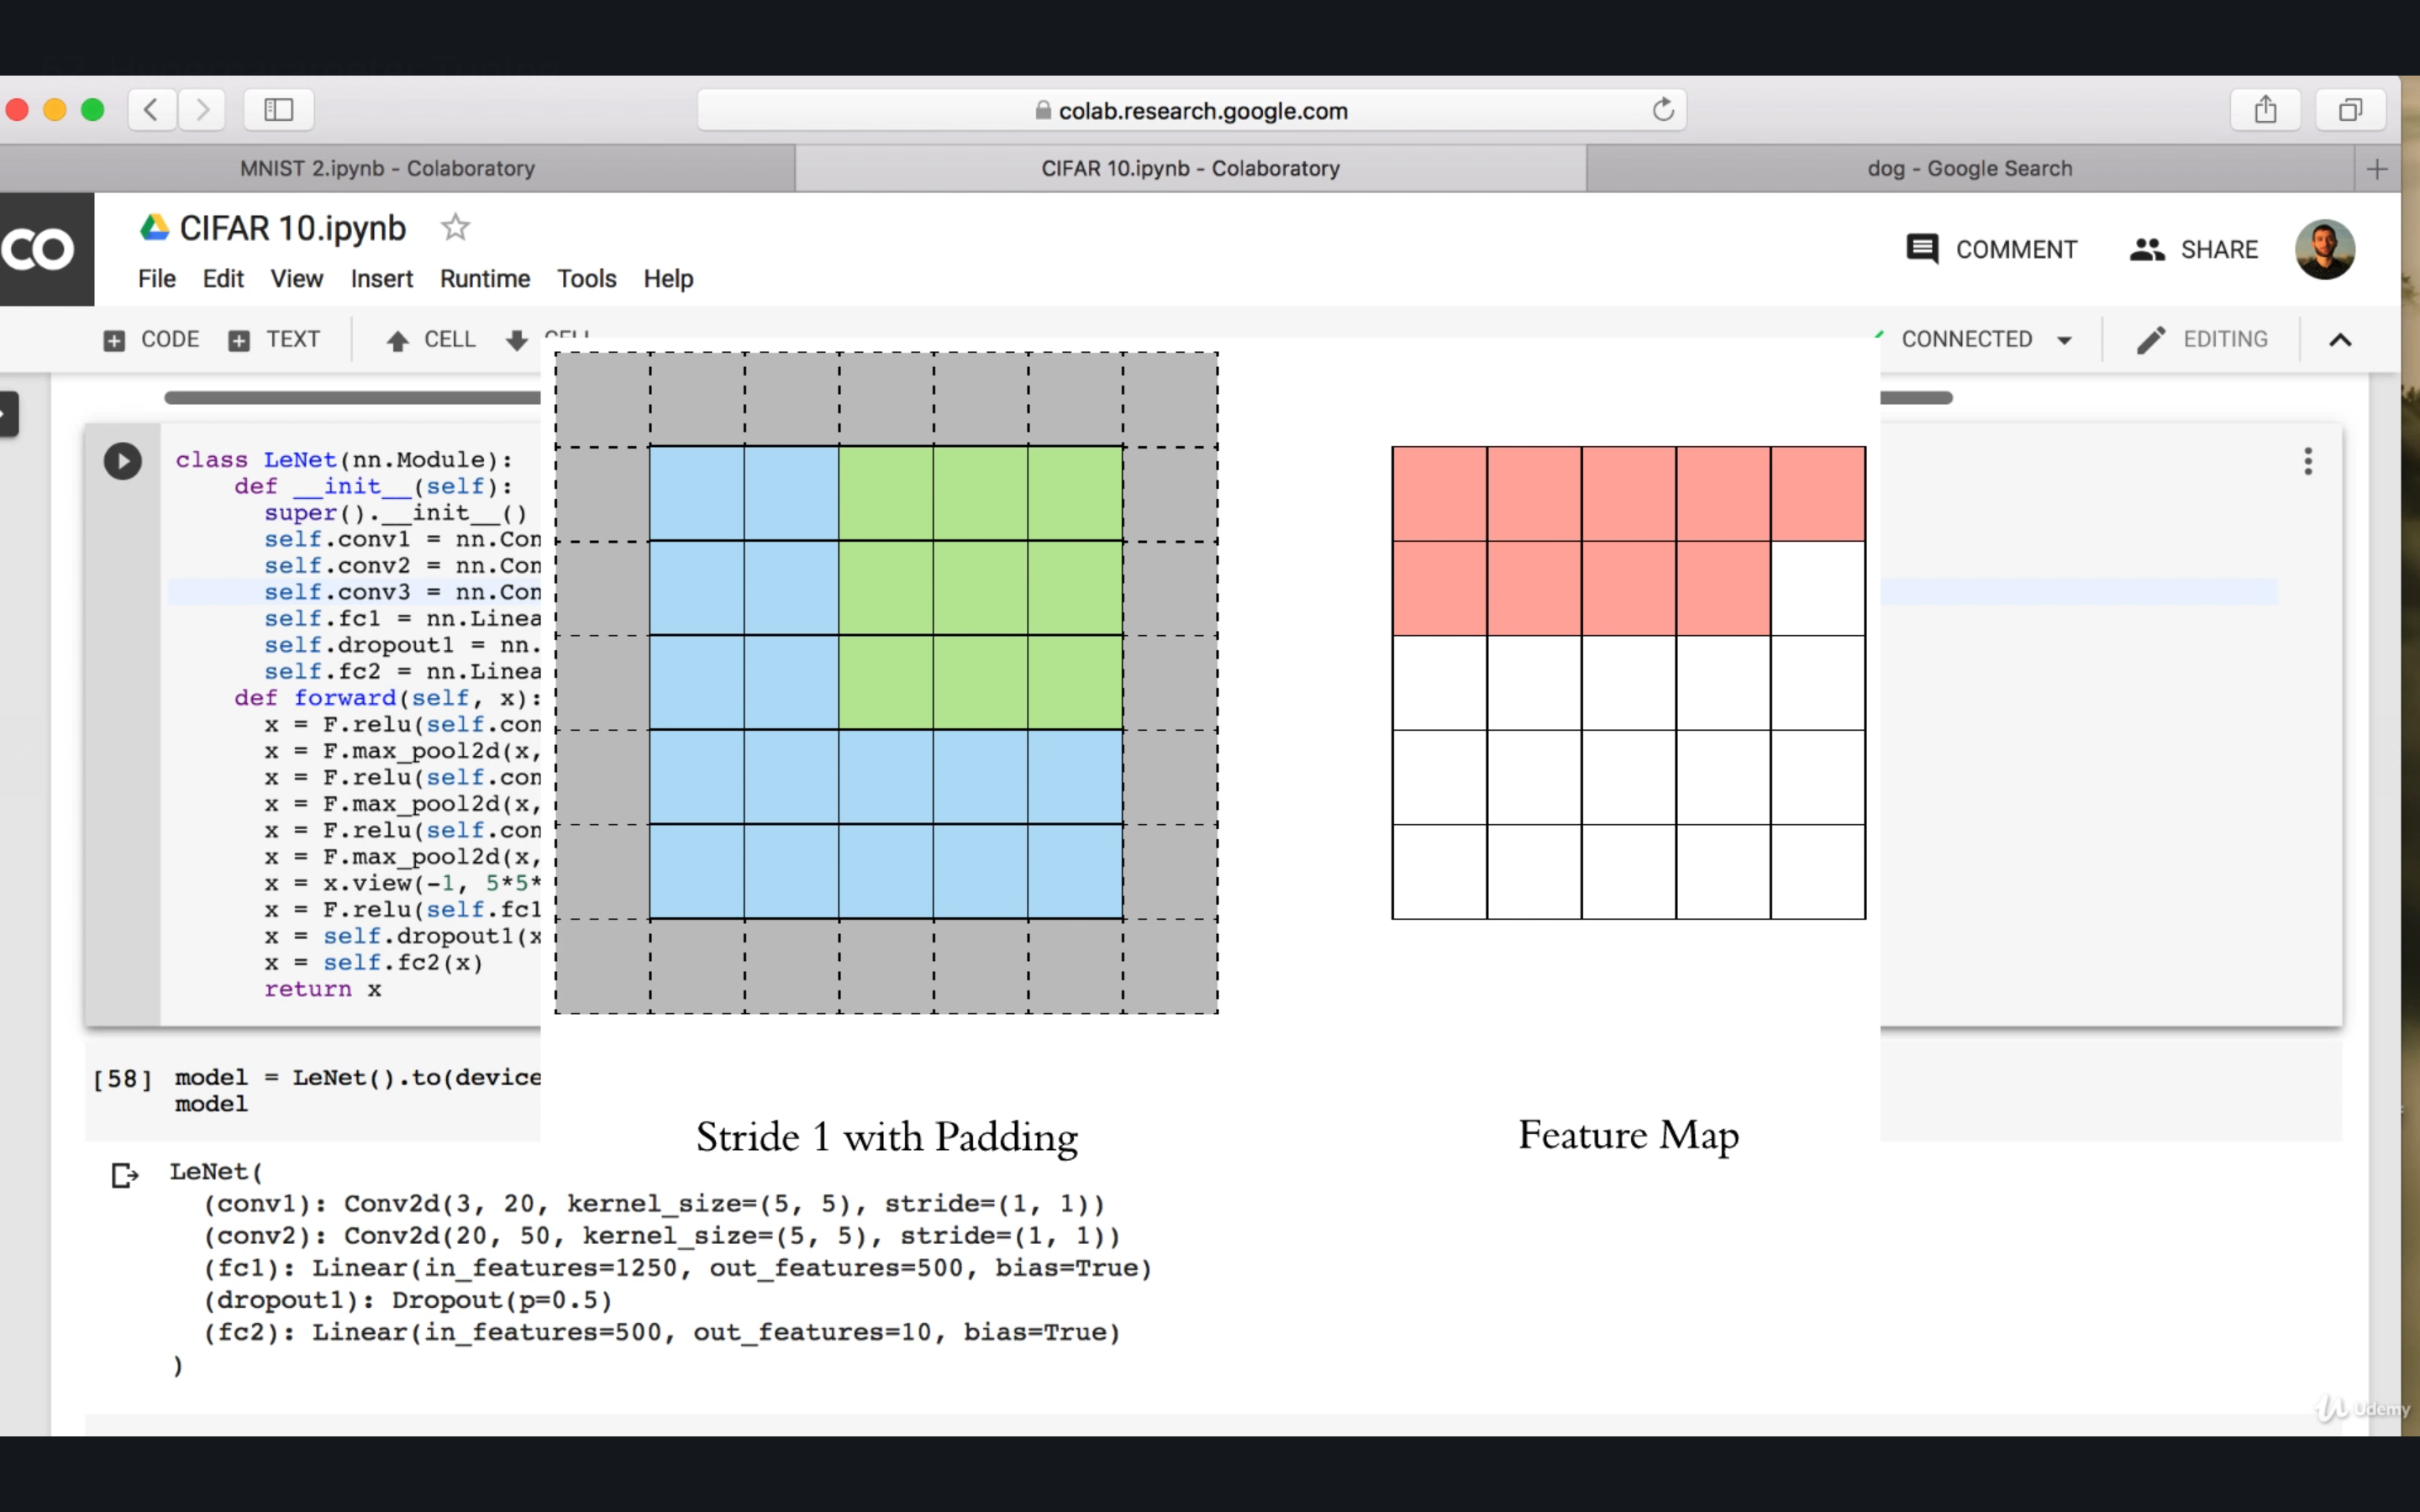 colab.research.google.com
MNIST 2.ipynb - Colaboratory
CIFAR 10.ipynb - Colaboratory
dog - Google Search
CO
CIFAR 10.ipynb
COMMENT
SHARE
File Edit View Insert Runtime Tools Help
CODE TEXT CELL CELL
CONNECTED
EDITING
class LeNet(nn.Module):
def __init__(self):
super().__init__()
self.conv1 = nn.Con
self.conv2 = nn.Con
self.conv3 = nn.Con
self.fc1 = nn.Linea
self.dropout1 = nn.
self.fc2 = nn.Linea
def forward(self, x):
x = F.relu(self.con
x = F.max_pool2d(x,
x = F.relu(self.con
x = F.max_pool2d(x,
x = F.relu(self.con
x = F.max_pool2d(x,
x = x.view(-1, 5*5*
x = F.relu(self.fc1
x = self.dropout1(x
x = self.fc2(x)
return x
[58] model = LeNet().to(device
model
Stride 1 with Padding
Feature Map
LeNet(
(conv1): Conv2d(3, 20, kernel_size=(5, 5), stride=(1, 1))
(conv2): Conv2d(20, 50, kernel_size=(5, 5), stride=(1, 1))
(fc1): Linear(in_features=1250, out_features=500, bias=True)
(dropout1): Dropout(p=0.5)
(fc2): Linear(in_features=500, out_features=10, bias=True)
)
Udemy